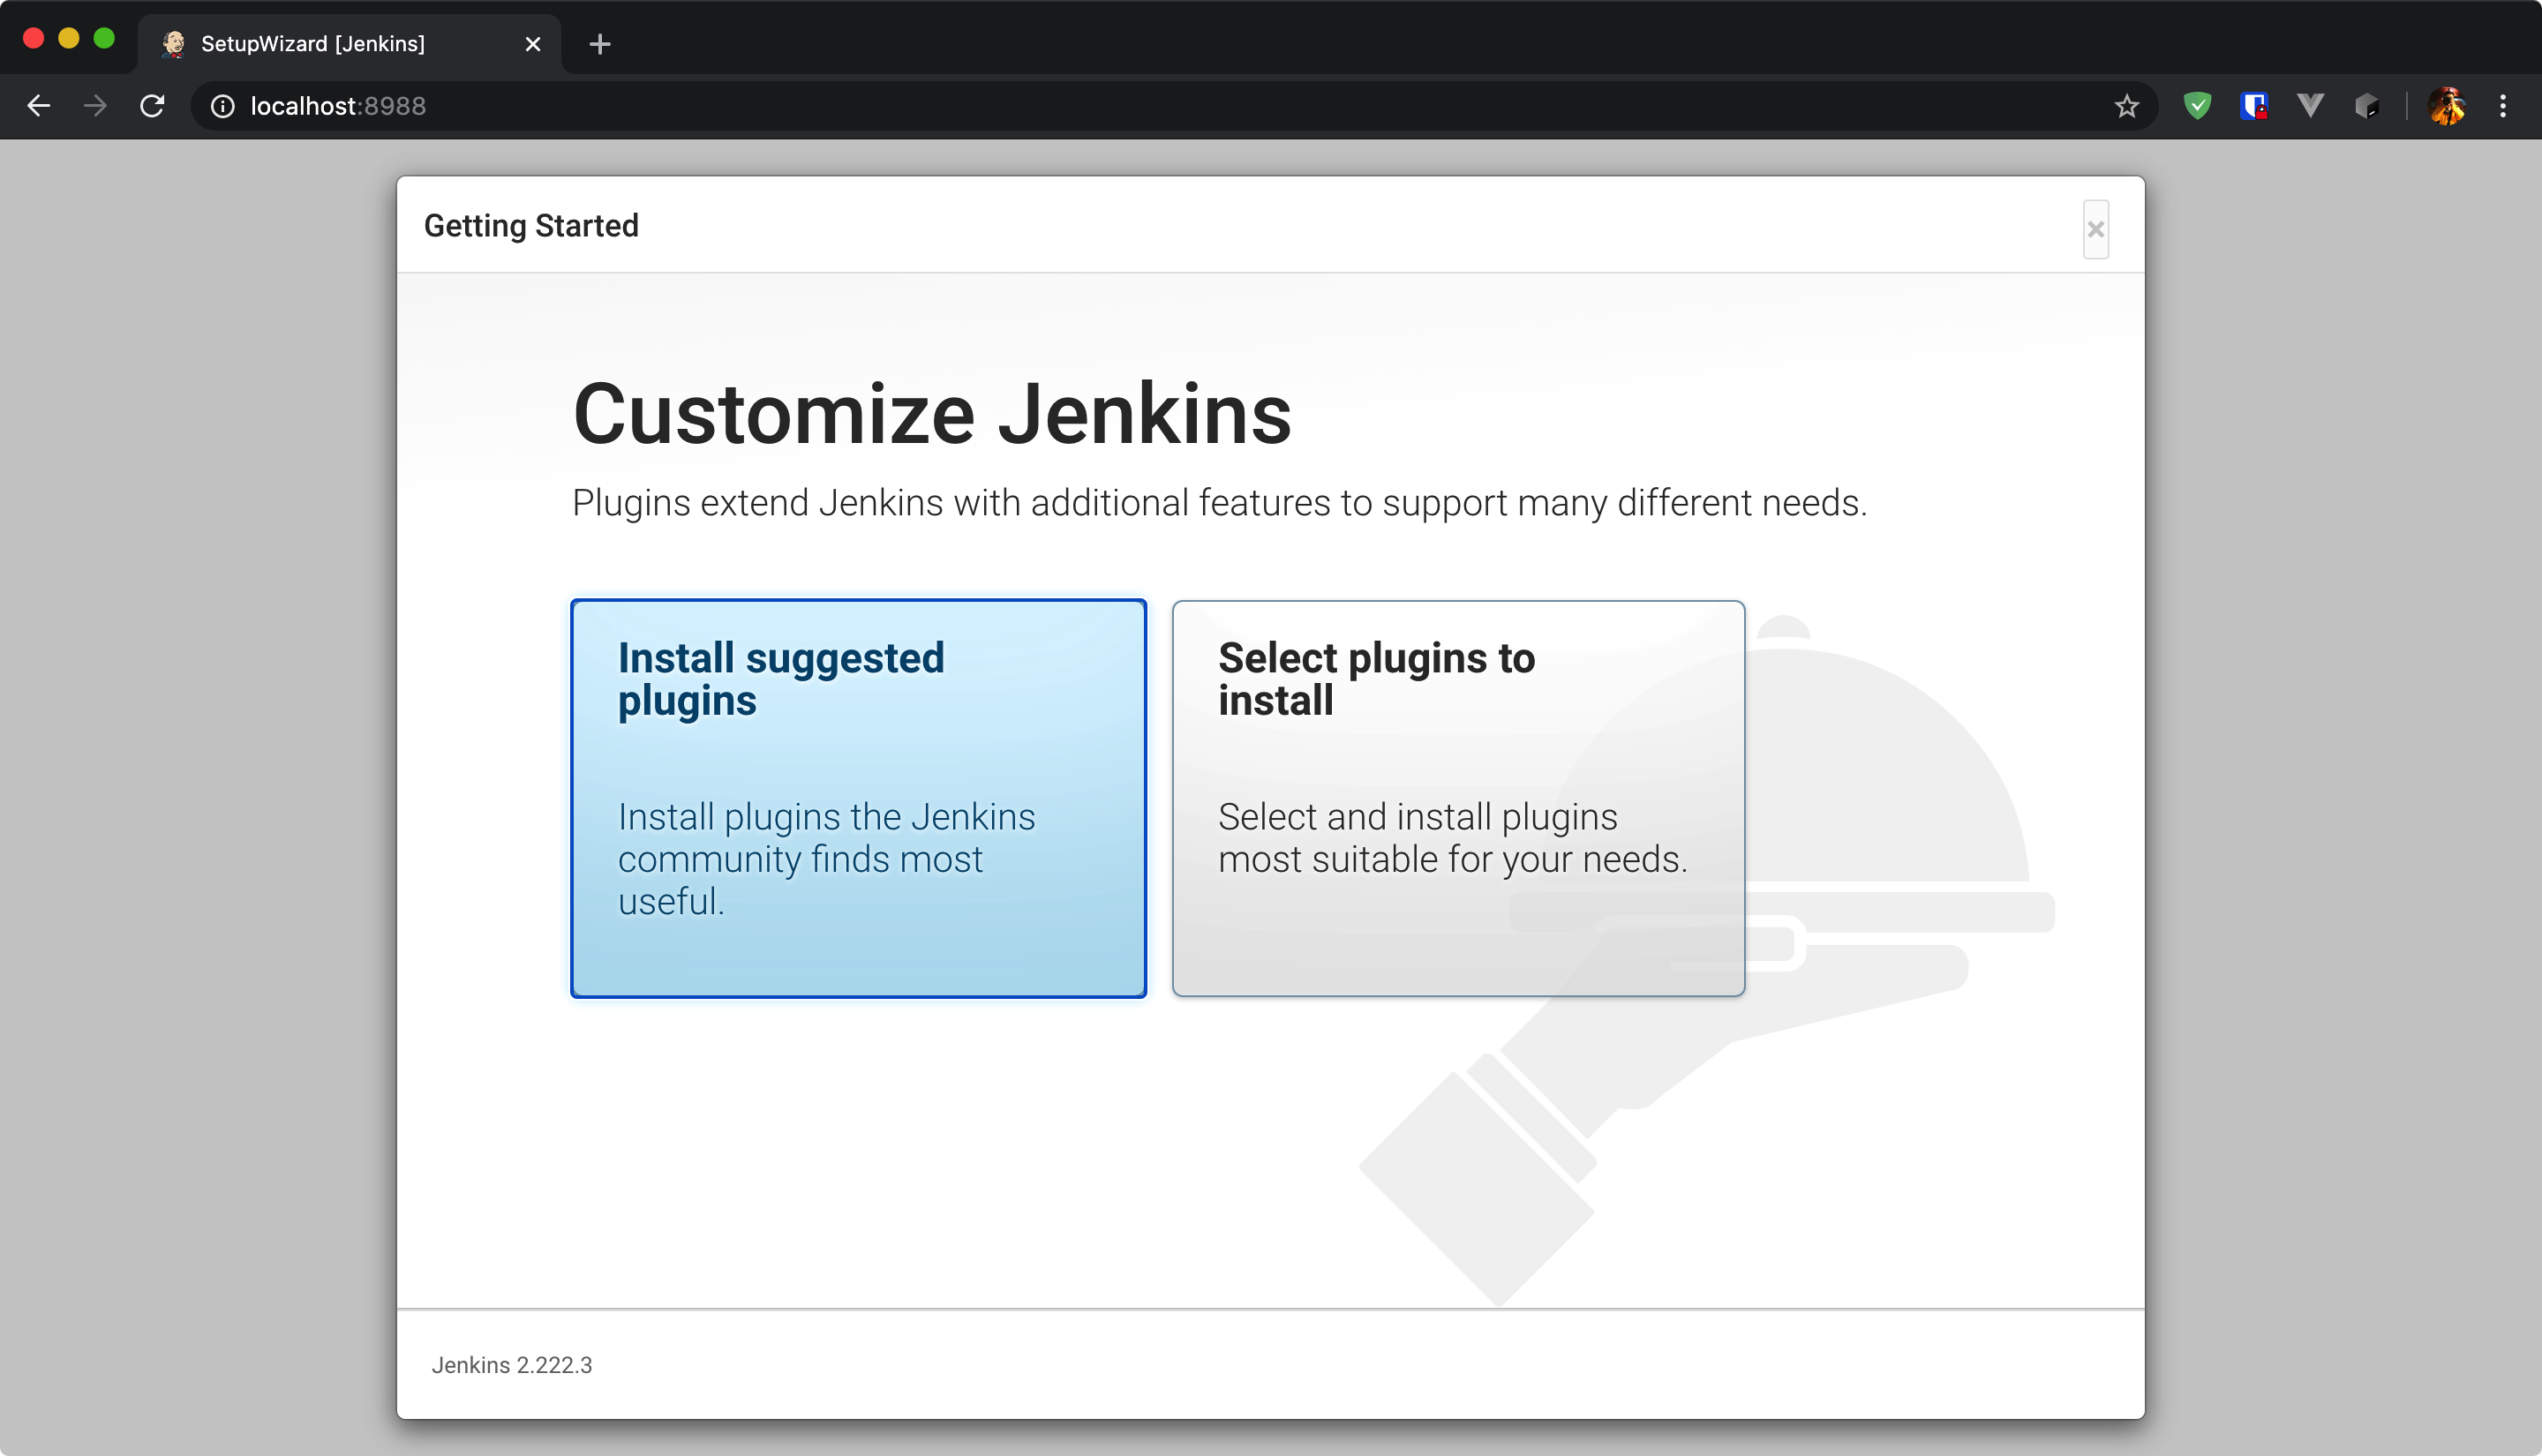 SetupWizard [Jenkins]
localhost:8988
Getting Started
Customize Jenkins
Plugins extend Jenkins with additional features to support many different needs.
Install suggested
plugins
Install plugins the Jenkins
community finds most
useful.
Select plugins to
install
Select and install plugins
most suitable for your needs.
Jenkins 2.222.3